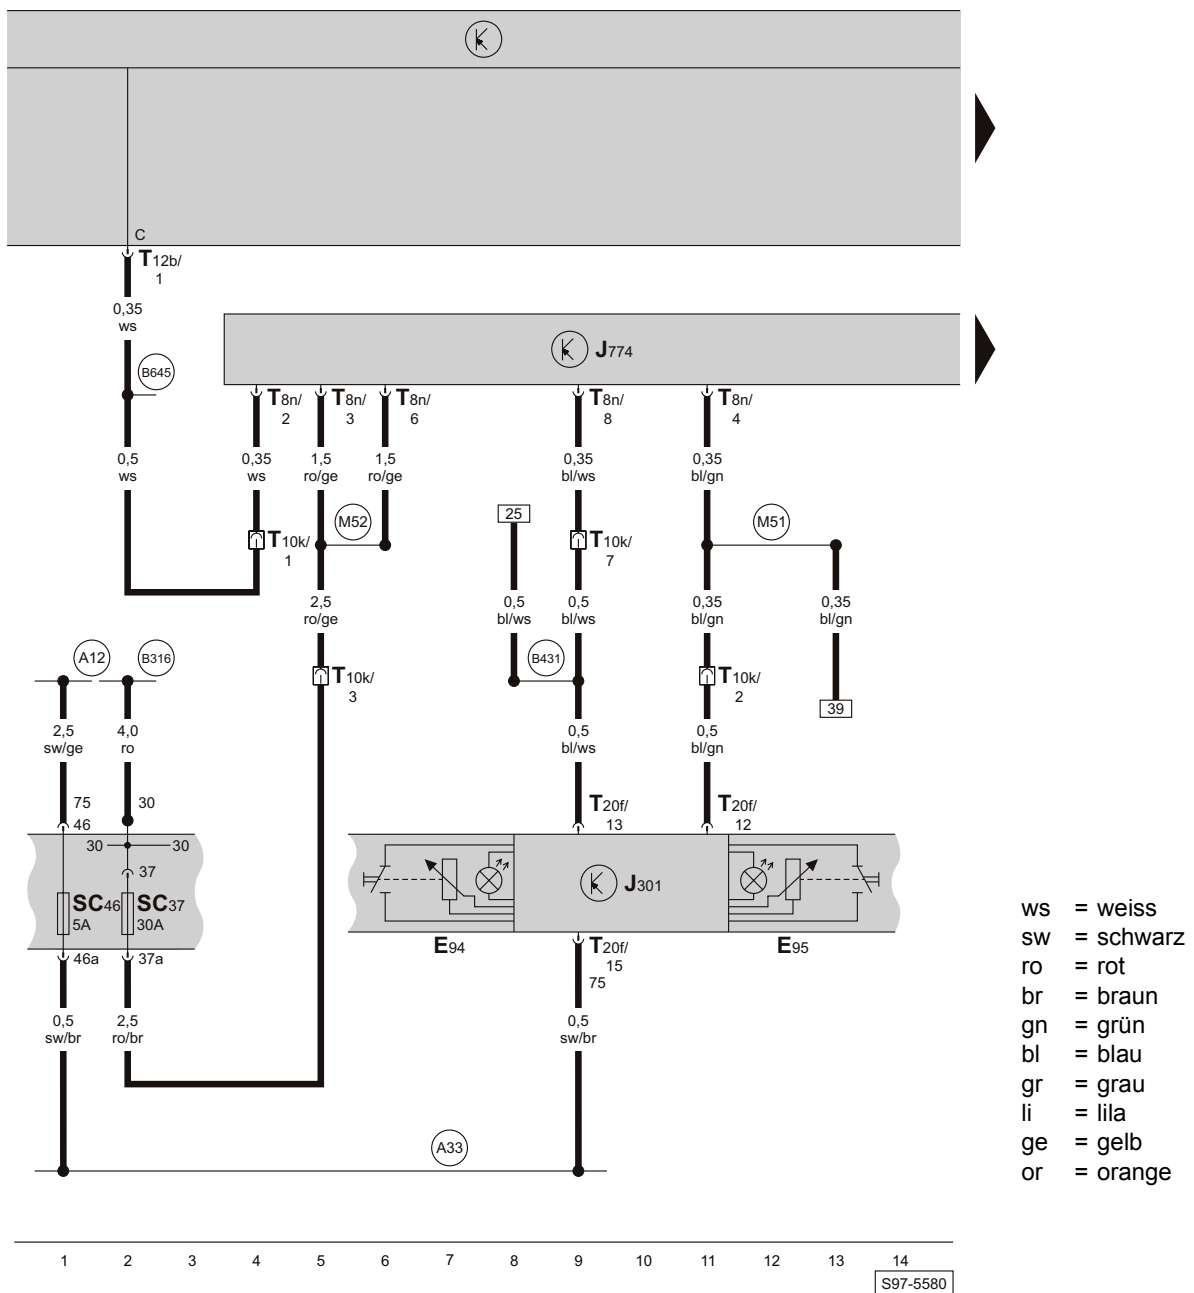 C
T12b/
1
0,35
ws
B645
J774
T8n/
2
T8n/
3
T8n/
6
T8n/
8
T8n/
4
0,5
ws
0,35
ws
1,5
ro/ge
1,5
ro/ge
0,35
bl/ws
0,35
bl/gn
M52
25
M51
T10k/
1
T10k/
7
2,5
ro/ge
0,5
bl/ws
0,5
bl/ws
0,35
bl/gn
0,35
bl/gn
A12
B316
B431
T10k/
3
T10k/
2
39
2,5
sw/ge
4,0
ro
0,5
bl/ws
0,5
bl/gn
75
46
30
T20f/
13
T20f/
12
30
30
37
SC46
5A
SC37
30A
J301
46a
37a
E94
T20f/
15
75
E95
0,5
sw/br
2,5
ro/br
0,5
sw/br
A33
1 2 3 4 5 6 7 8 9 10 11 12 13 14
S97-5580
ws = weiss
sw = schwarz
ro = rot
br = braun
gn = grün
bl = blau
gr = grau
li = lila
ge = gelb
or = orange